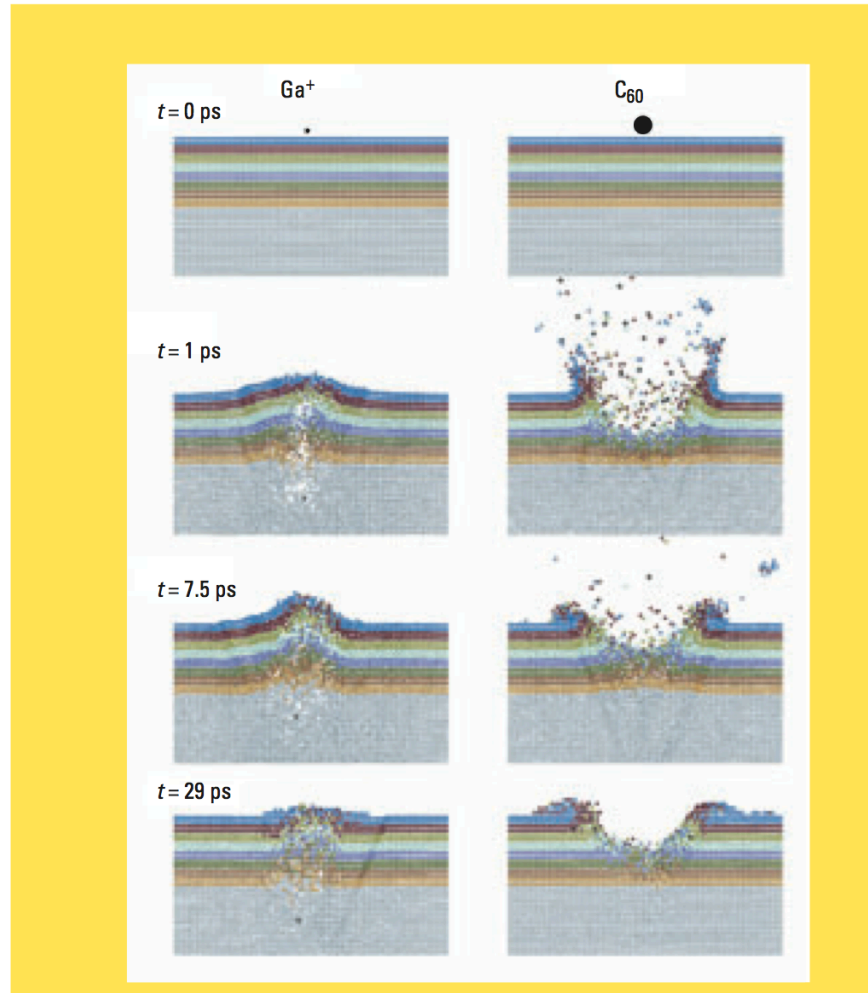 Ga⁺ C₆₀
t = 0 ps
t = 1 ps
t = 7.5 ps
t = 29 ps